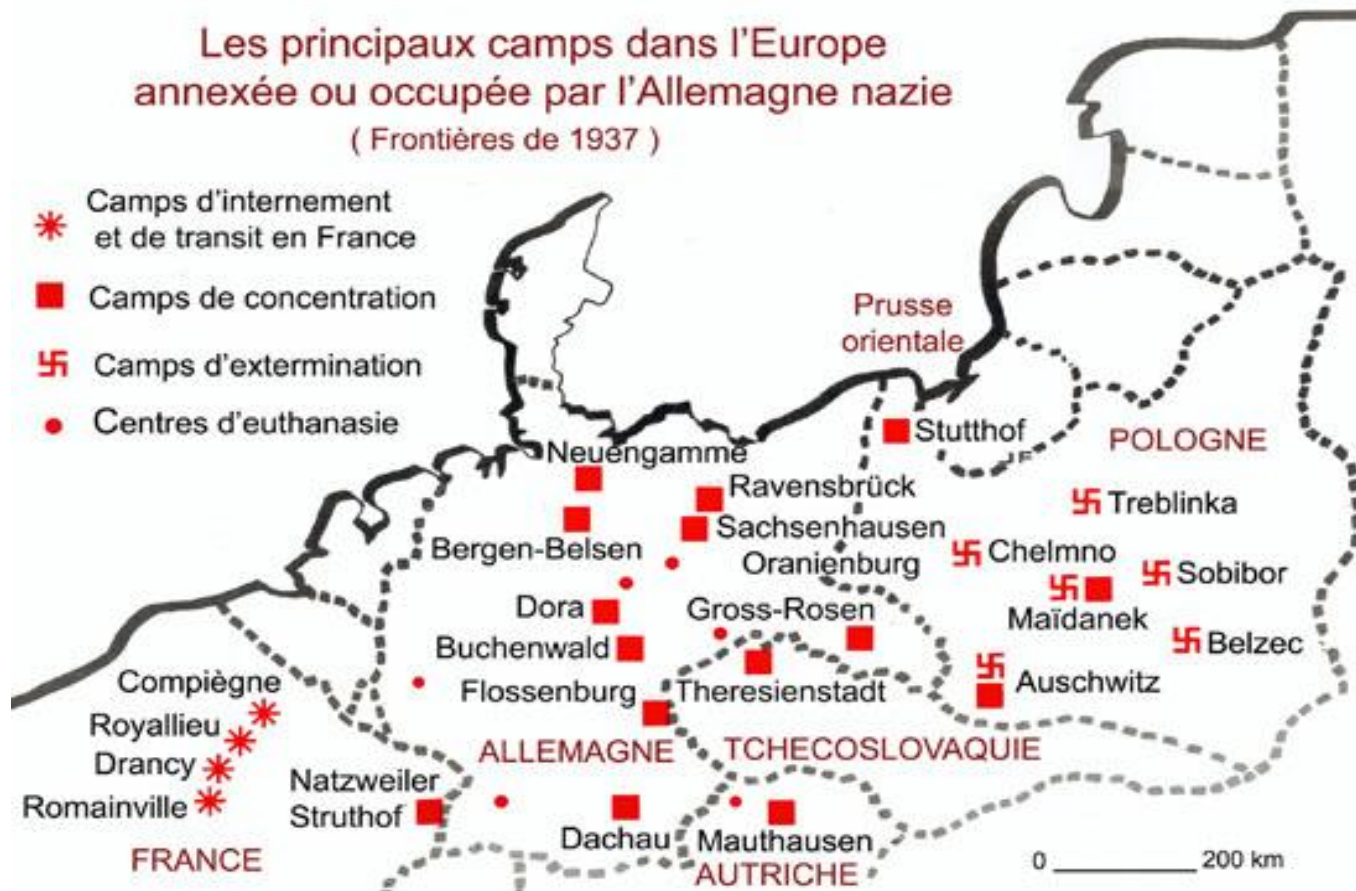 Les principaux camps dans l'Europe
annexée ou occupée par l'Allemagne nazie
( Frontières de 1937 )
Camps d'internement
et de transit en France
Camps de concentration
Camps d'extermination
Centres d'euthanasie
Prusse
orientale
Stutthof
POLOGNE
Neuengamme
Ravensbrück
Treblinka
Bergen-Belsen
Sachsenhausen
Oranienburg
Chelmno
Sobibor
Dora
Gross-Rosen
Maïdanek
Buchenwald
Belzec
Compiègne
Flossenburg
Theresienstadt
Auschwitz
Royallieu
Drancy
ALLEMAGNE
TCHECOSLOVAQUIE
Romainville
Natzweiler
Struthof
Dachau
Mauthausen
FRANCE
AUTRICHE
0 200 km